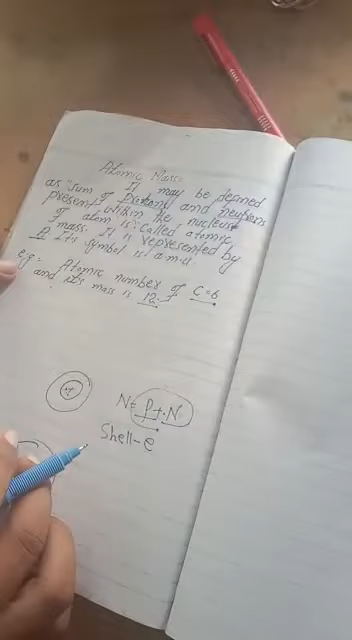 Atomic Mass
It may be defined
as "sum of protons and neutrons
present within the nucleus
of atom is" called atomic
mass. It is represented by
A. Its symbol is a.m.u.
e.g:- Atomic number of C=6
and its mass is 12.
N= P+N
Shell-e